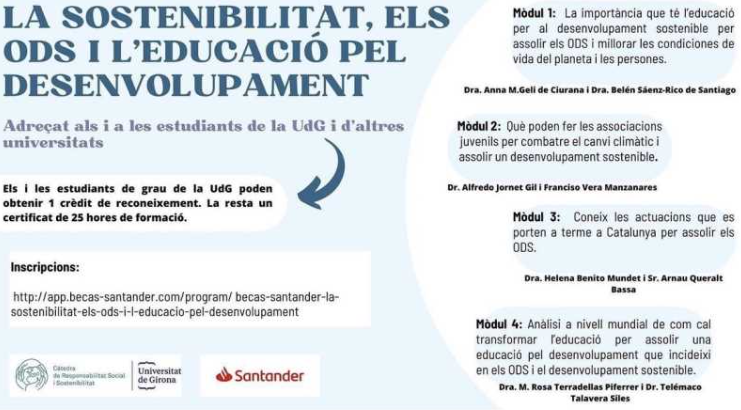 LA SOSTENIBILITAT, ELS
ODS I L'EDUCACIÓ PEL
DESENVOLUPAMENT
Adreçat als i a les estudiants de la UdG i d'altres
universitats
Els i les estudiants de grau de la UdG poden
obtenir 1 crèdit de reconeixement. La resta un
certificat de 25 hores de formació.
Inscripcions:
http://app.becas-santander.com/program/ becas-santander-la-
sostenibilitat-els-ods-i-l-educacio-pel-desenvolupament
Càtedra
de Responsabilitat Social
i Sostenibilitat
Universitat
de Girona
Santander
Mòdul 1: La importància que té l'educació
per al desenvolupament sostenible per
assolir els ODS i millorar les condicions de
vida del planeta i les persones.
Dra. Anna M.Geli de Ciurana i Dra. Belén Sáenz-Rico de Santiago
Mòdul 2: Què poden fer les associacions
juvenils per combatre el canvi climàtic i
assolir un desenvolupament sostenible.
Dr. Alfredo Jornet Gil i Franciso Vera Manzanares
Mòdul 3: Coneix les actuacions que es
porten a terme a Catalunya per assolir els
ODS.
Dra. Helena Benito Mundet i Sr. Arnau Queralt
Bassa
Mòdul 4: Anàlisi a nivell mundial de com cal
transformar l'educació per assolir una
educació pel desenvolupament que incideixi
en els ODS i el desenvolupament sostenible.
Dra. M. Rosa Terradellas Piferrer i Dr. Telémaco
Talavera Siles